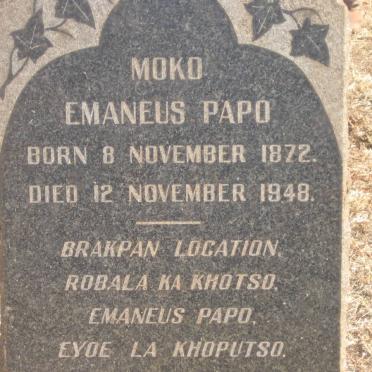 MOKO
EMANEUS PAPO
BORN 8 NOVEMBER 1872.
DIED 12 NOVEMBER 1948.
BRAKPAN LOCATION,
ROBALA KA KHOTSO,
EMANEUS PAPO,
EYOE LA KHOPUTSO.